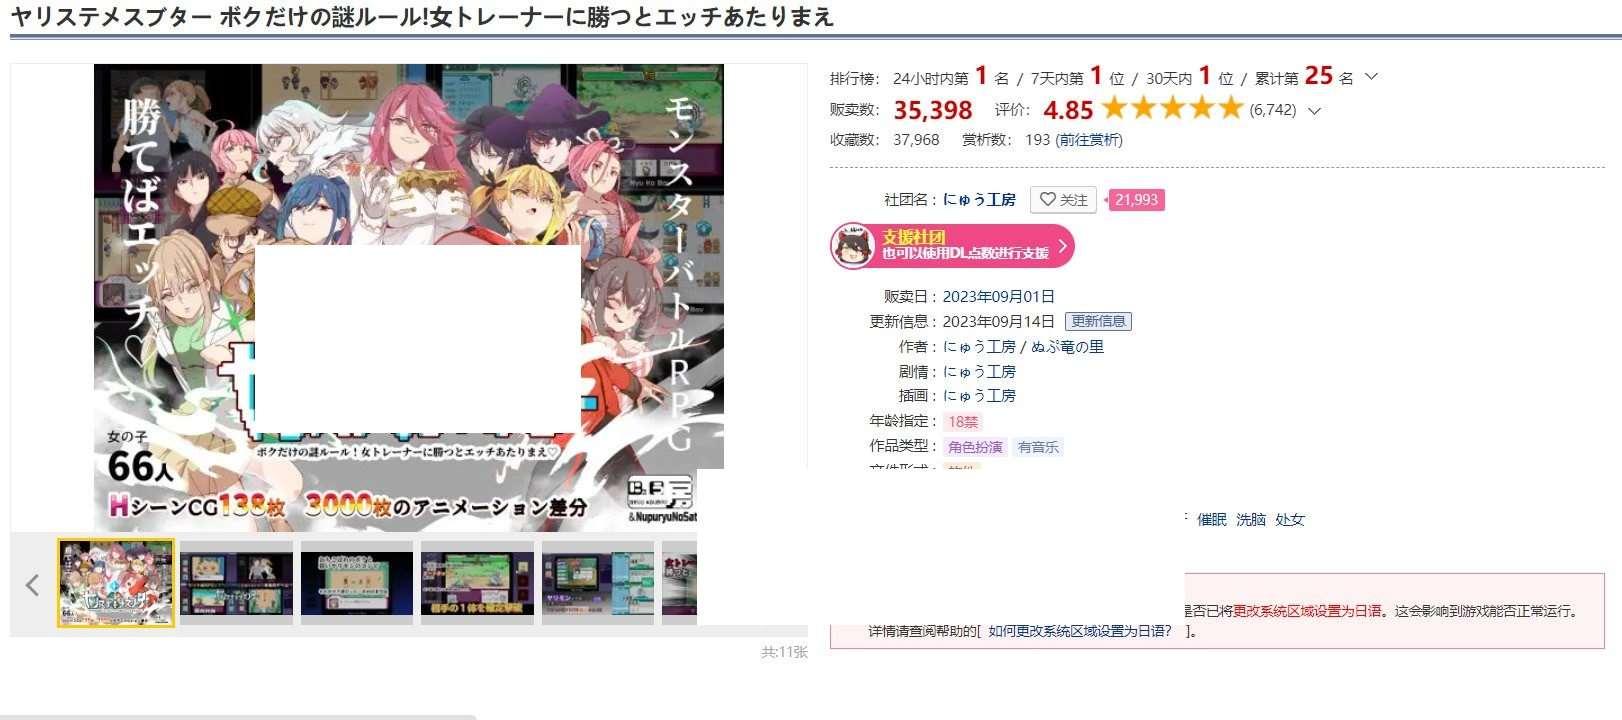 ヤリステメスブター ボクだけの謎ルール!女トレーナーに勝つとエッチあたりまえ
勝てばエッチ♡
モンスターバトルRPG
ボクだけの謎ルール！女トレーナーに勝つとエッチあたりまえ♡
女の子
66人
HシーンCG138枚 3000枚のアニメーション差分
&NupuryuNoSat
共:11张
排行榜: 24小时内第 1 名 / 7天内第 1 位 / 30天内 1 位 / 累计第 25 名
贩卖数: 35,398 评价: 4.85 (6,742)
收藏数: 37,968 赏析数: 193 (前往赏析)
社团名 : にゅう工房 关注 21,993
支援社团
也可以使用DL点数进行支援
贩卖日 : 2023年09月01日
更新信息 : 2023年09月14日 更新信息
作者 : にゅう工房 / ぬぷ竜の里
剧情 : にゅう工房
插画 : にゅう工房
年龄指定 : 18禁
作品类型 : 角色扮演 有音乐
催眠 洗脑 处女
是否已将更改系统区域设置为日语。这会影响到游戏能否正常运行。
详情请查阅帮助的[ 如何更改系统区域设置为日语? ]。